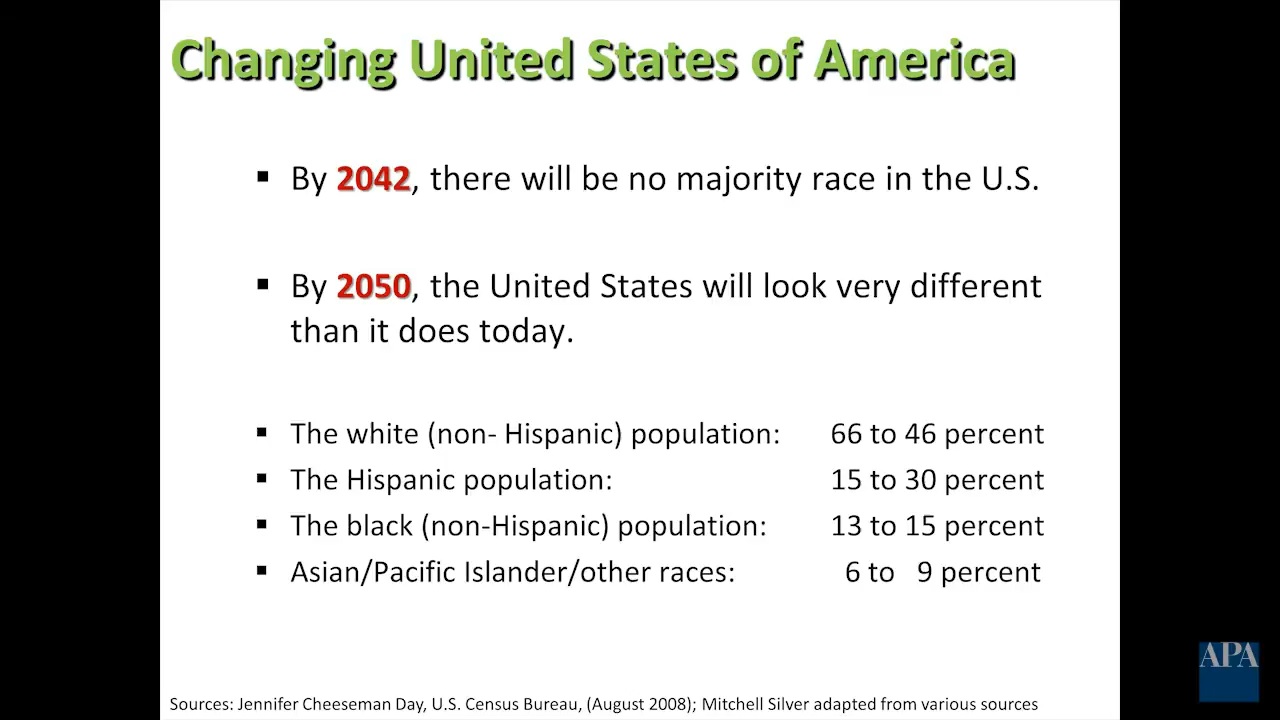 Changing United States of America
▪ By 2042, there will be no majority race in the U.S.
▪ By 2050, the United States will look very different
than it does today.
▪ The white (non- Hispanic) population: 66 to 46 percent
▪ The Hispanic population: 15 to 30 percent
▪ The black (non-Hispanic) population: 13 to 15 percent
▪ Asian/Pacific Islander/other races: 6 to 9 percent
APA
Sources: Jennifer Cheeseman Day, U.S. Census Bureau, (August 2008); Mitchell Silver adapted from various sources